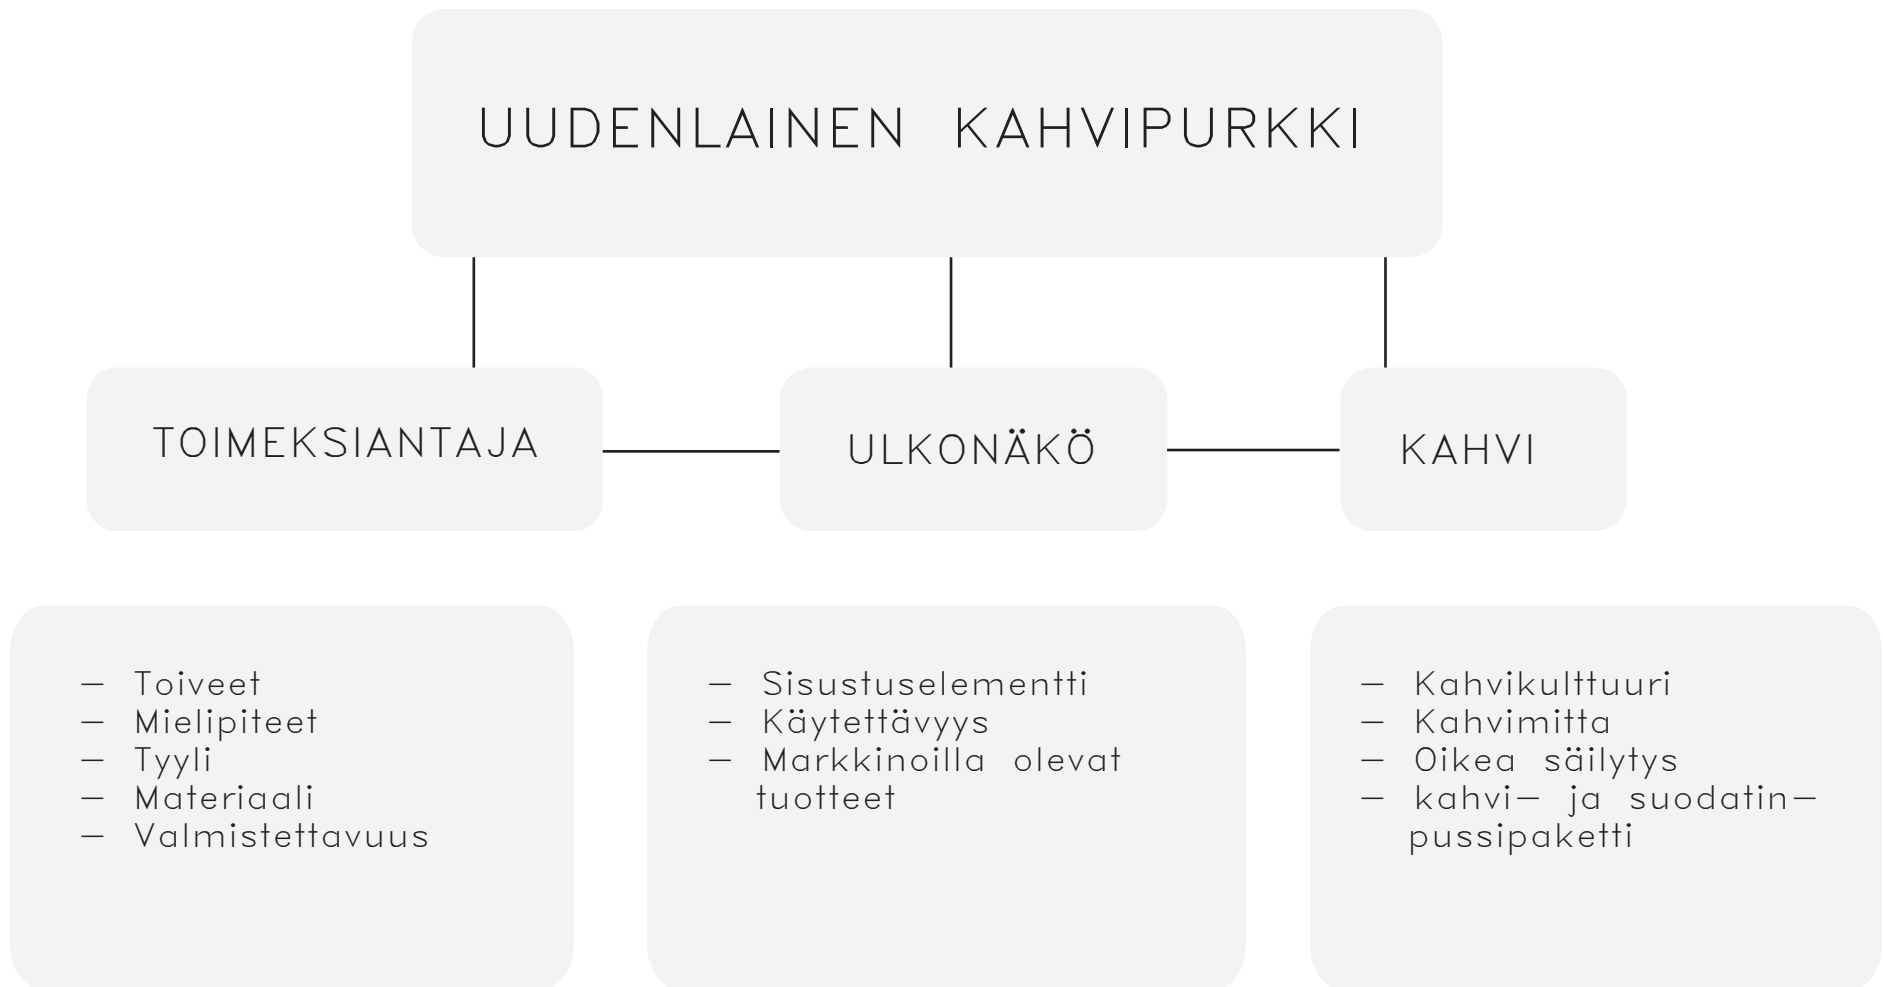 UUDENLAINEN KAHVIPURKKI
TOIMEKSIANTAJA
ULKONÄKÖ
KAHVI
– Toiveet
– Mielipiteet
– Tyyli
– Materiaali
– Valmistettavuus
– Sisustuselementti
– Käytettävyys
– Markkinoilla olevat
tuotteet
– Kahvikulttuuri
– Kahvimitta
– Oikea säilytys
– kahvi– ja suodatin–
pussipaketti